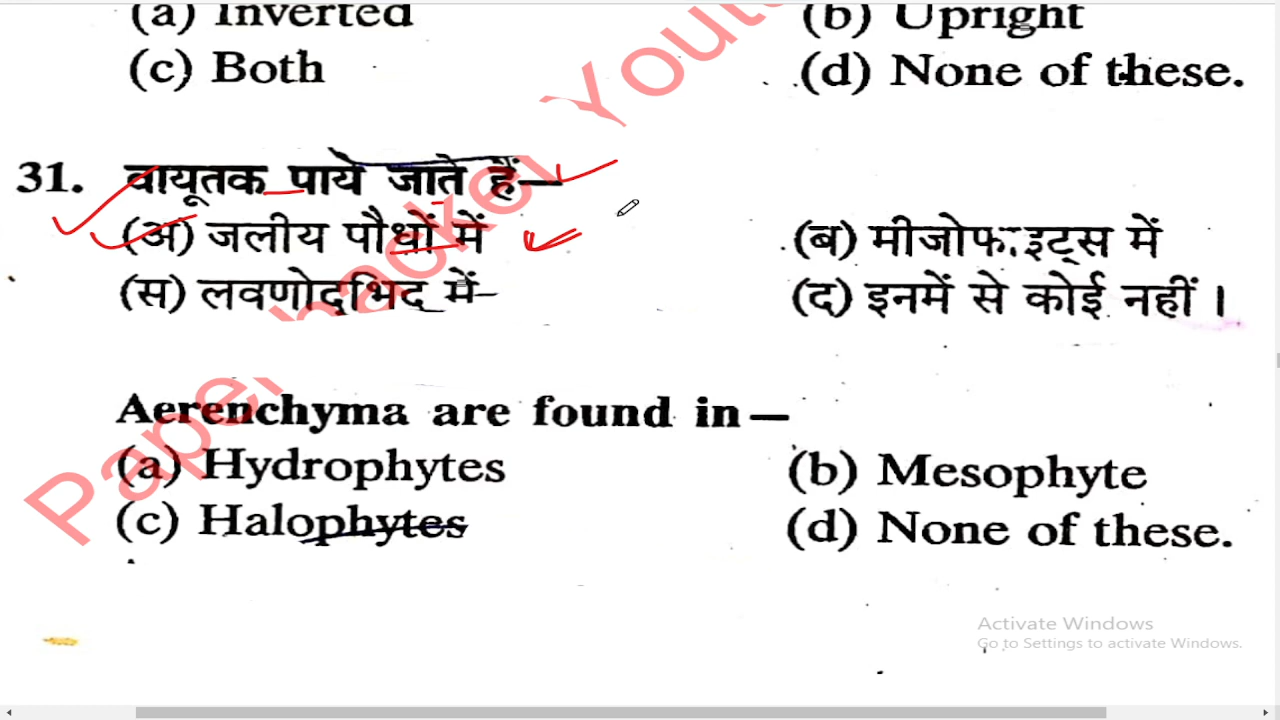 (a) Inverted (b) Upright
(c) Both (d) None of these.
31. वायूतक पाये जाते हैं—
(अ) जलीय पौधों में (ब) मीजोफाइट्स में
(स) लवणोद्भिद में (द) इनमें से कोई नहीं ।
Aerenchyma are found in—
(a) Hydrophytes (b) Mesophyte
(c) Halophytes (d) None of these.
Activate Windows
Go to Settings to activate Windows.